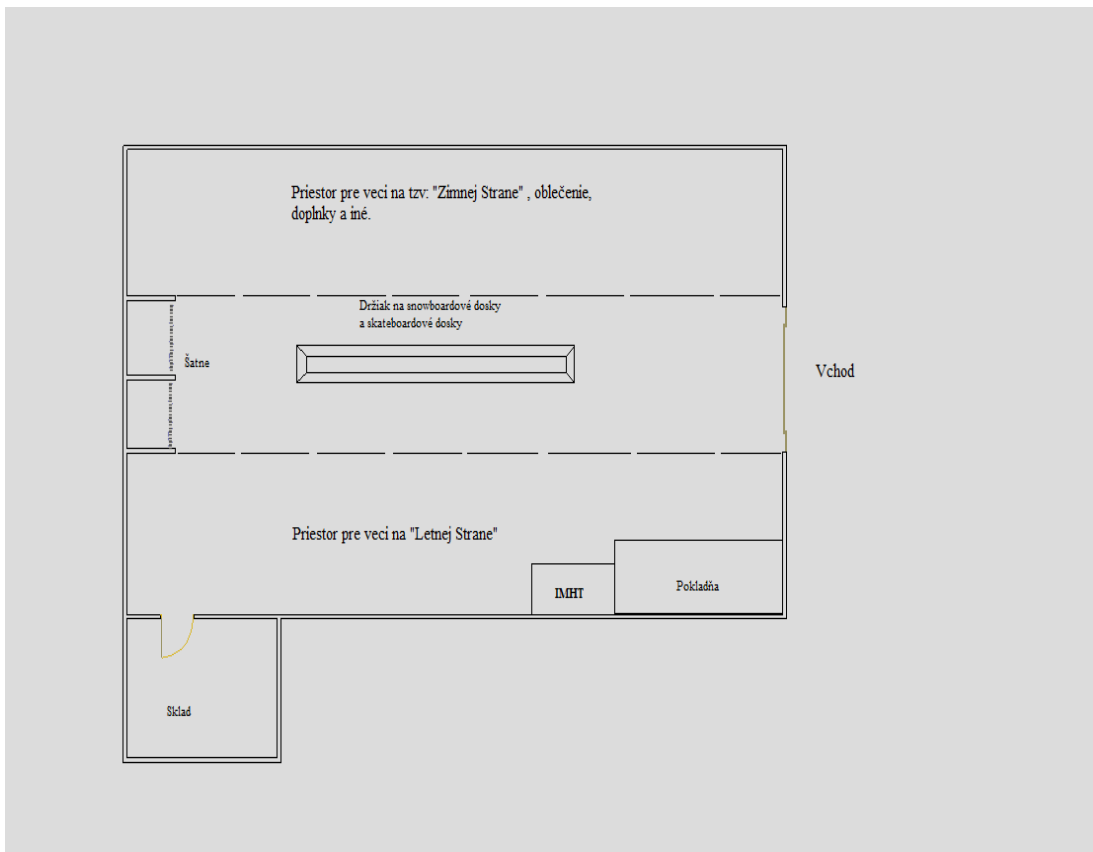 Priestor pre veci na tzv: "Zimnej Strane" , oblečenie,
doplnky a iné.
Držiak na snowboardové dosky
a skateboardové dosky
Šatne
Vchod
Priestor pre veci na "Letnej Strane"
IMHT
Pokladňa
Sklad